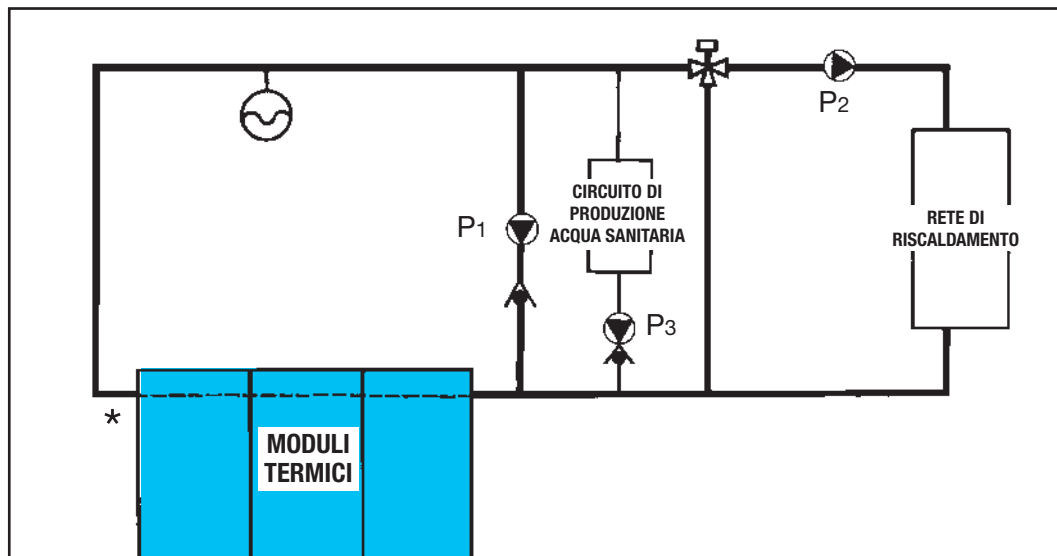 P2
CIRCUITO DI
PRODUZIONE
ACQUA SANITARIA
P1
RETE DI
RISCALDAMENTO
P3
*
MODULI
TERMICI